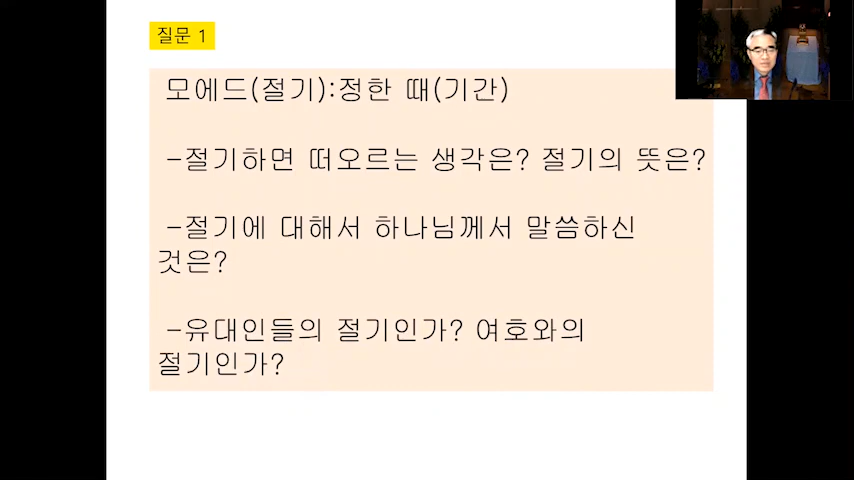 질문 1
모에드(절기):정한 때(기간)
-절기하면 떠오르는 생각은? 절기의 뜻은?
-절기에 대해서 하나님께서 말씀하신
것은?
-유대인들의 절기인가? 여호와의
절기인가?